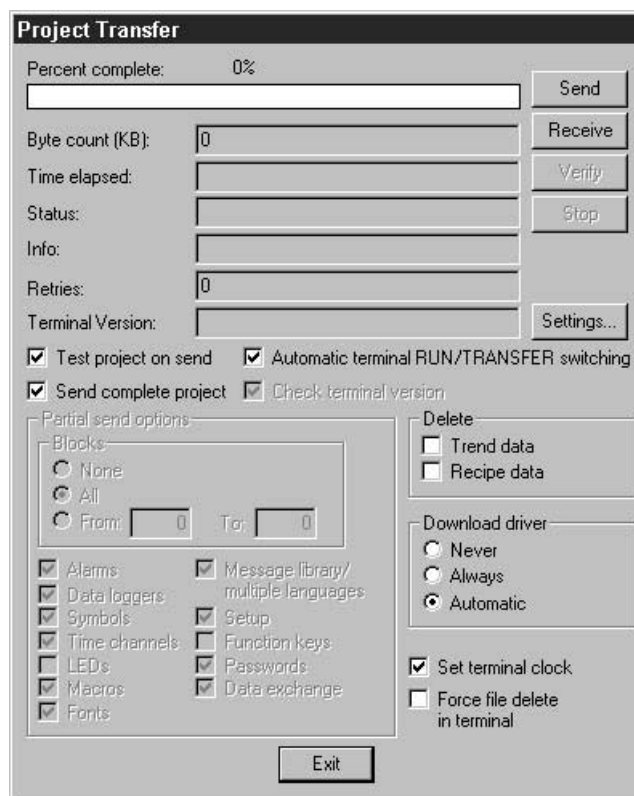 Project Transfer
Percent complete: 0%
Send
Byte count (KB): 0
Receive
Time elapsed:
Verify
Status:
Stop
Info:
Retries: 0
Terminal Version:
Settings...
Test project on send
Automatic terminal RUN/TRANSFER switching
Send complete project
Check terminal version
Partial send options
Blocks
None
All
From: 0 To: 0
Alarms
Data loggers
Symbols
Time channels
LEDs
Macros
Fonts
Message library/
multiple languages
Setup
Function keys
Passwords
Data exchange
Delete
Trend data
Recipe data
Download driver
Never
Always
Automatic
Set terminal clock
Force file delete
in terminal
Exit